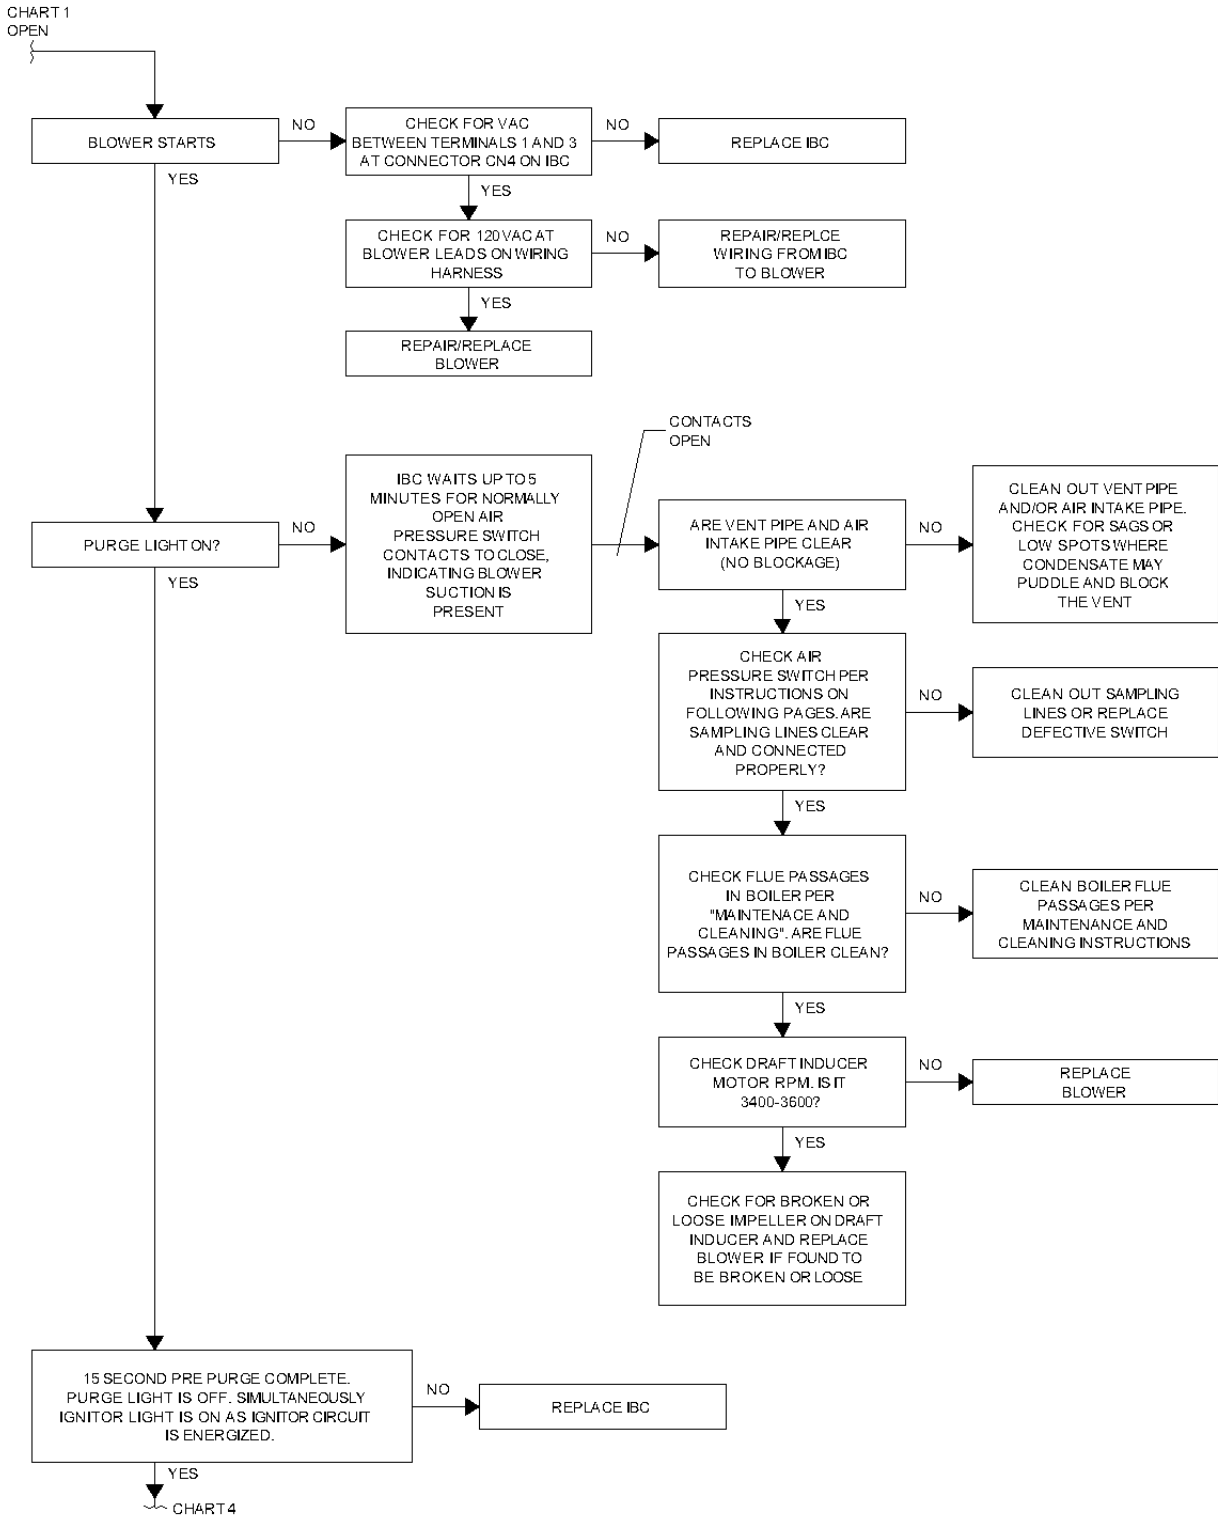 CHART 1
OPEN
BLOWER STARTS
NO
CHECK FOR VAC
BETWEEN TERMINALS 1 AND 3
AT CONNECTOR CN4 ON IBC
NO
REPLACE IBC
YES
YES
CHECK FOR 120 VAC AT
BLOWER LEADS ON WIRING
HARNESS
NO
REPAIR/REPLCE
WIRING FROM IBC
TO BLOWER
YES
REPAIR/REPLACE
BLOWER
CONTACTS
OPEN
PURGE LIGHT ON?
NO
IBC WAITS UP TO 5
MINUTES FOR NORMALLY
OPEN AIR
PRESSURE SWITCH
CONTACTS TO CLOSE,
INDICATING BLOWER
SUCTION IS
PRESENT
ARE VENT PIPE AND AIR
INTAKE PIPE CLEAR
(NO BLOCKAGE)
NO
CLEAN OUT VENT PIPE
AND/OR AIR INTAKE PIPE.
CHECK FOR SAGS OR
LOW SPOTS WHERE
CONDENSATE MAY
PUDDLE AND BLOCK
THE VENT
YES
YES
CHECK AIR
PRESSURE SWITCH PER
INSTRUCTIONS ON
FOLLOWING PAGES. ARE
SAMPLING LINES CLEAR
AND CONNECTED
PROPERLY?
NO
CLEAN OUT SAMPLING
LINES OR REPLACE
DEFECTIVE SWITCH
YES
CHECK FLUE PASSAGES
IN BOILER PER
"MAINTENACE AND
CLEANING". ARE FLUE
PASSAGES IN BOILER CLEAN?
NO
CLEAN BOILER FLUE
PASSAGES PER
MAINTENANCE AND
CLEANING INSTRUCTIONS
YES
CHECK DRAFT INDUCER
MOTOR RPM. IS IT
3400-3600?
NO
REPLACE
BLOWER
YES
CHECK FOR BROKEN OR
LOOSE IMPELLER ON DRAFT
INDUCER AND REPLACE
BLOWER IF FOUND TO
BE BROKEN OR LOOSE
15 SECOND PRE PURGE COMPLETE.
PURGE LIGHT IS OFF. SIMULTANEOUSLY
IGNITOR LIGHT IS ON AS IGNITOR CIRCUIT
IS ENERGIZED.
NO
REPLACE IBC
YES
CHART 4